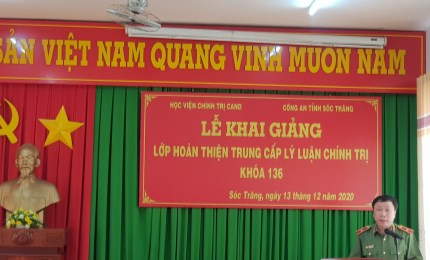 SẢN VIỆT NAM QUANG VINH MUÔN NĂM
HỌC VIỆN CHÍNH TRỊ CAND
CÔNG AN TỈNH SÓC TRĂNG
LỄ KHAI GIẢNG
LỚP HOÀN THIỆN TRUNG CẤP LÝ LUẬN CHÍNH TRỊ
KHÓA 136
Sóc Trăng, ngày 13 tháng 12 năm 2020